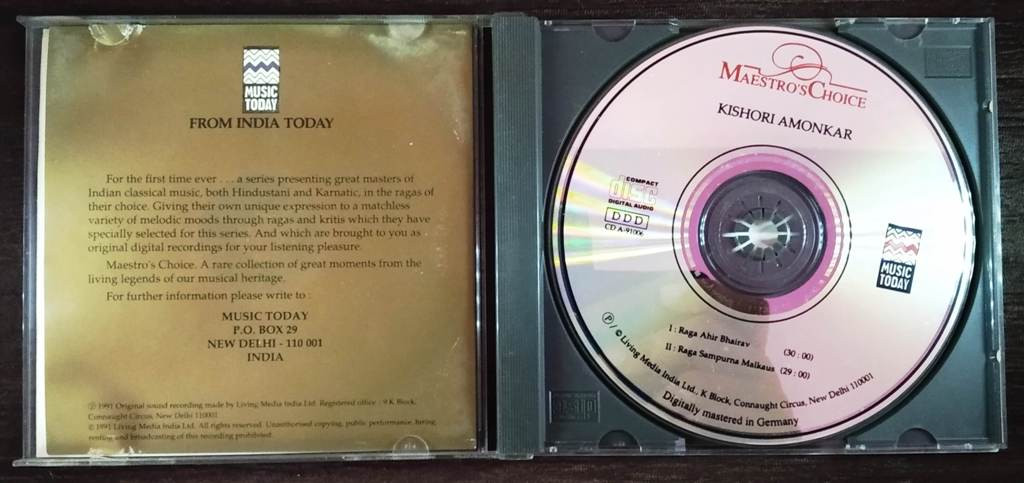 MUSIC
TODAY
FROM INDIA TODAY
For the first time ever . . . a series presenting great masters of
Indian classical music, both Hindustani and Karnatic, in the ragas of
their choice. Giving their own unique expression to a matchless
variety of melodic moods through ragas and kritis which they have
specially selected for this series. And which are brought to you as
original digital recordings for your listening pleasure.
Maestro's Choice. A rare collection of great moments from the
living legends of our musical heritage.
For further information please write to :
MUSIC TODAY
P.O. BOX 29
NEW DELHI - 110 001
INDIA
℗ 1991 Original sound recording made by Living Media India Ltd. Registered office : 9 K Block,
Connaught Circus, New Delhi 110001
© 1991 Living Media India Ltd. All rights reserved. Unauthorised copying, public performance, hiring,
renting and broadcasting of this recording prohibited.
MAESTRO'S CHOICE
KISHORI AMONKAR
COMPACT
disc
DIGITAL AUDIO
DDD
CD A-91006
MUSIC
TODAY
I : Raga Ahir Bhairav (30 : 00)
II : Raga Sampurna Malkaus (29 : 00)
℗ / © Living Media India Ltd., K Block, Connaught Circus, New Delhi 110001
Digitally mastered in Germany